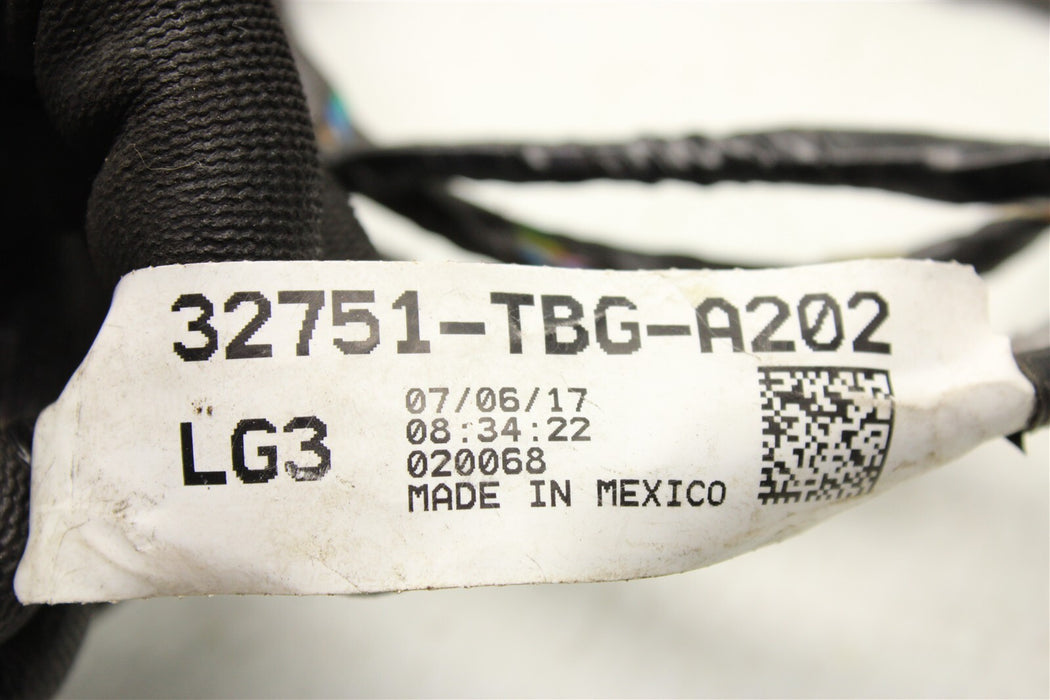 32751-TBG-A202
LG3
07/06/17
08:34:22
020068
MADE IN MEXICO